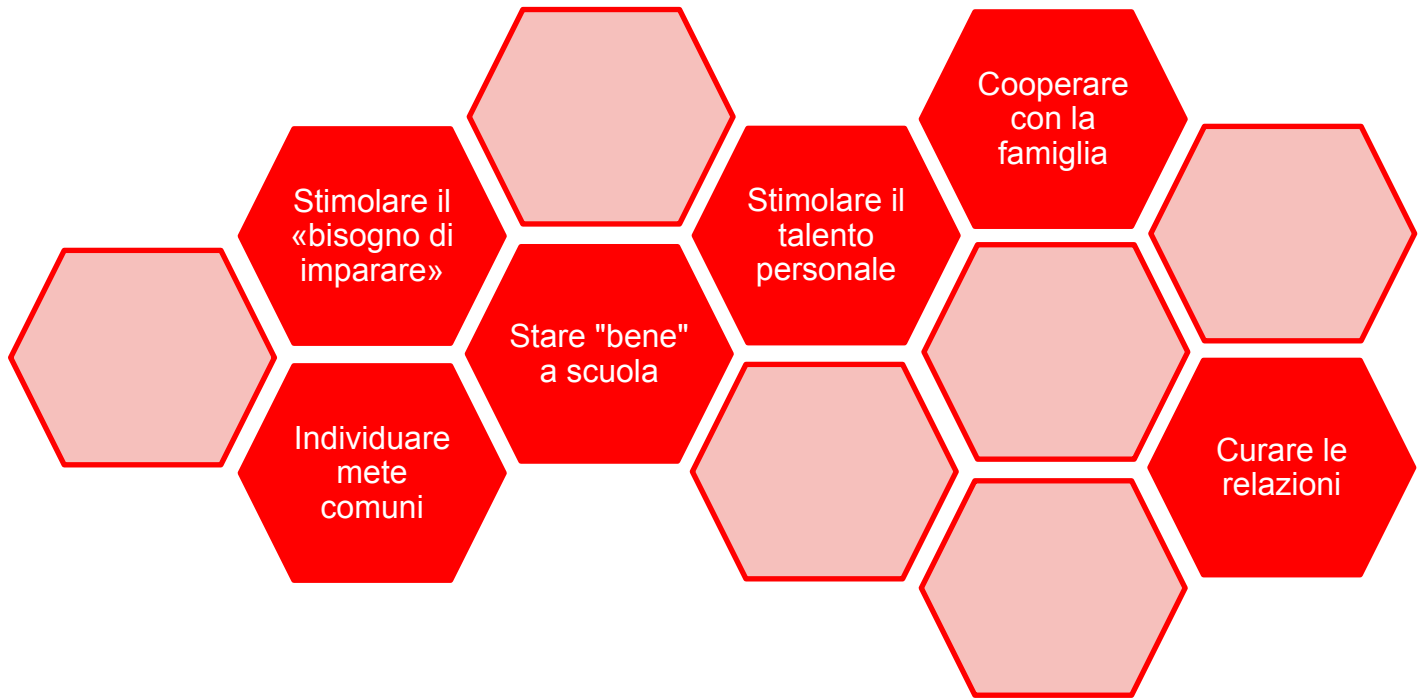 Cooperare
con la
famiglia
Stimolare il
«bisogno di
imparare»
Stimolare il
talento
personale
Stare "bene"
a scuola
Individuare
mete
comuni
Curare le
relazioni